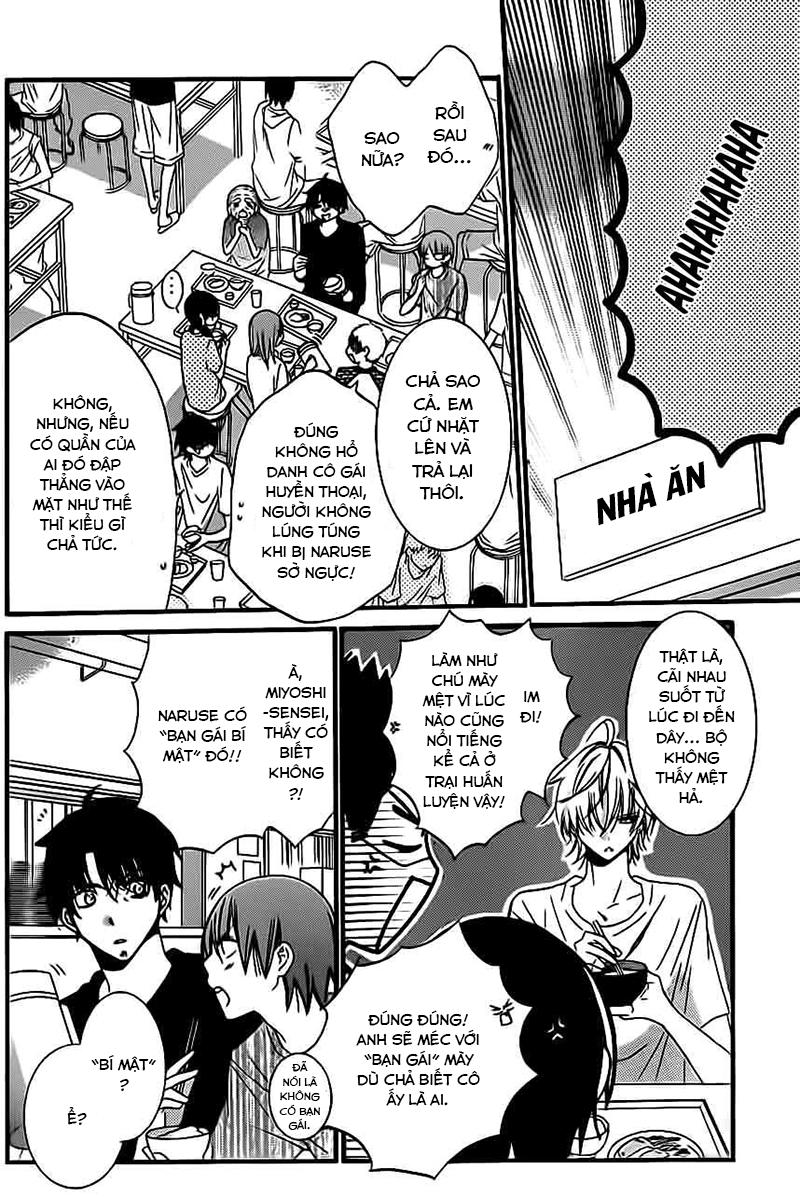 AHAHAHAHAHA
NHÀ ĂN
RỒI
SAU
ĐÓ...
SAO
NỮA?
...
CHẢ SAO
CẢ. EM
CỨ NHẶT
LÊN VÀ
TRẢ LẠI
THÔI.
ĐÚNG
KHÔNG HỔ
DANH CÔ GÁI
HUYỀN THOẠI,
NGƯỜI KHÔNG
LÚNG TÚNG
KHI BỊ NARUSE
SỜ NGỰC!
KHÔNG,
NHƯNG, NẾU
CÓ QUẦN CỦA
AI ĐÓ ĐẬP
THẲNG VÀO
MẶT NHƯ THẾ
THÌ KIỂU GÌ
CHẢ TỨC.
THẬT LÀ,
CÃI NHAU
SUỐT TỪ
LÚC ĐI ĐẾN
DÂY... BỘ
KHÔNG
THẤY MỆT
HẢ.
IM
ĐI!
LÀM NHƯ
CHÚ MÀY
MỆT VÌ LÚC
NÀO CŨNG
NỔI TIẾNG
KỂ CẢ Ở
TRẠI HUẤN
LUYỆN VẬY!
ĐÚNG ĐÚNG!
ANH SẼ MÉC VỚI
“BẠN GÁI” MÀY
DÙ CHẢ BIẾT CÔ
ẤY LÀ AI.
À,
MIYOSHI
-SENSEI,
THẤY CÓ
BIẾT
KHÔNG
?!
NARUSE CÓ
“BẠN GÁI BÍ
MẬT” ĐÓ!!
ĐÃ
NÓI LÀ
KHÔNG
CÓ BẠN
GÁI.
“BÍ MẬT”
?
Ể?